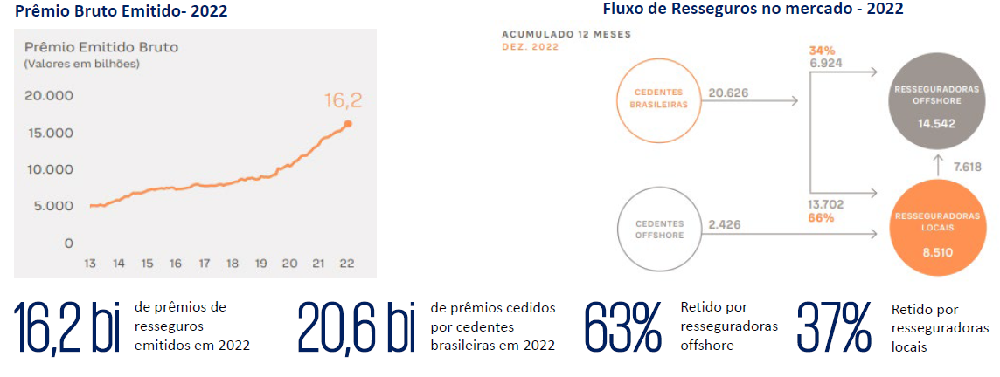 Prêmio Bruto Emitido- 2022
Prêmio Emitido Bruto
(Valores em bilhões)
20.000
15.000
10.000
5.000
0
16,2
13 14 15 16 17 18 19 20 21 22
Fluxo de Resseguros no mercado - 2022
ACUMULADO 12 MESES
DEZ. 2022
CEDENTES
BRASILEIRAS
20.626
34%
6.924
RESSEGURADORAS
OFFSHORE
14.542
7.618
CEDENTES
OFFSHORE
2.426
13.702
66%
RESSEGURADORAS
LOCAIS
8.510
16,2 bi
de prêmios de
resseguros
emitidos em 2022
20,6 bi
de prêmios cedidos
por cedentes
brasileiras em 2022
63%
Retido por
resseguradoras
offshore
37%
Retido por
resseguradoras
locais